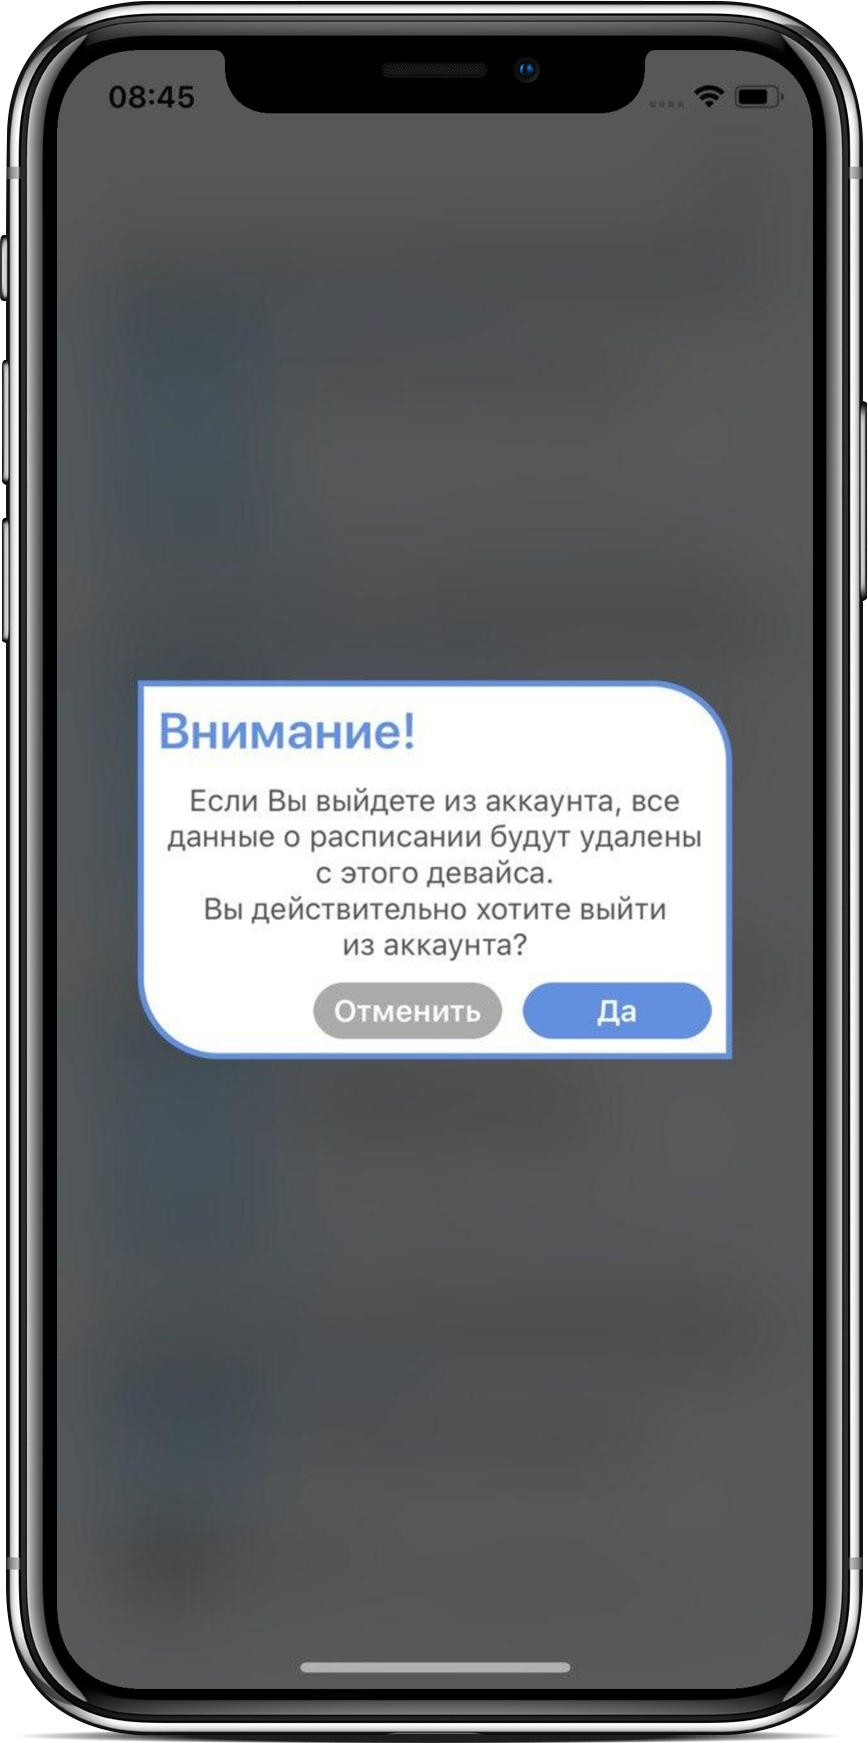 08:45
Внимание!
Если Вы выйдете из аккаунта, все
данные о расписании будут удалены
с этого девайса.
Вы действительно хотите выйти
из аккаунта?
Отменить
Да